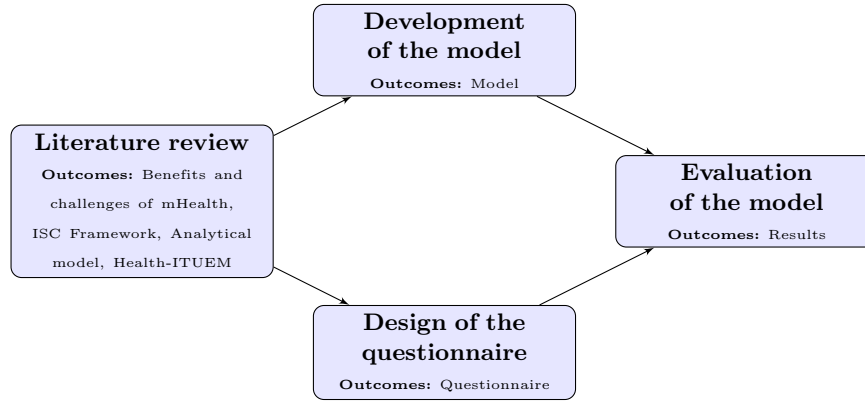 Development
of the model
Outcomes: Model
Literature review
Outcomes: Benefits and
challenges of mHealth,
ISC Framework, Analytical
model, Health-ITUEM
Evaluation
of the model
Outcomes: Results
Design of the
questionnaire
Outcomes: Questionnaire